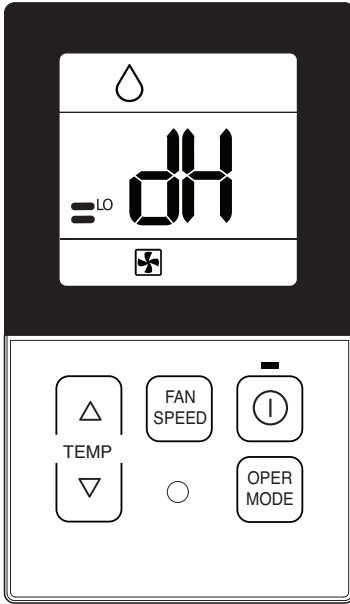 dH
LO
FAN
SPEED
TEMP
OPER
MODE